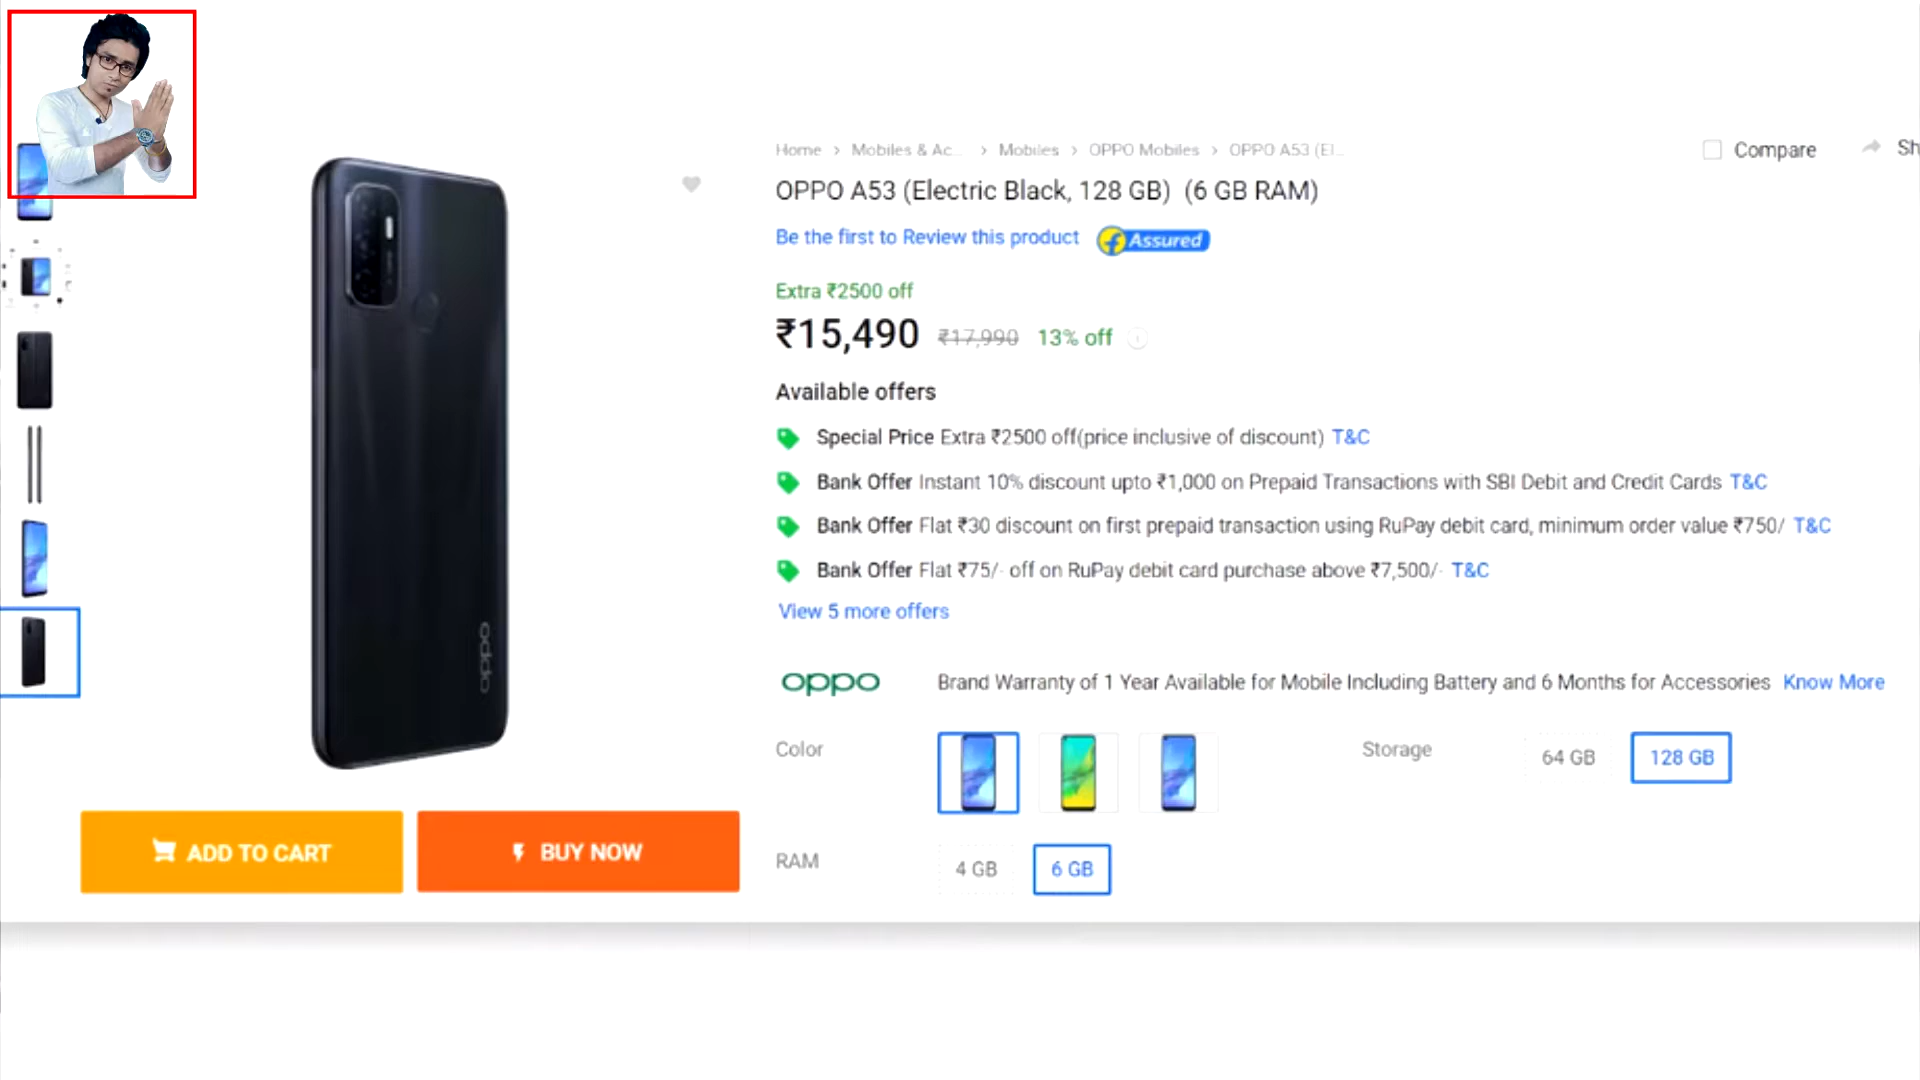 Home > Mobiles & Ac... > Mobiles > OPPO Mobiles > OPPO A53 (El...
Compare
Sh
OPPO A53 (Electric Black, 128 GB) (6 GB RAM)
Be the first to Review this product
Assured
Extra ₹2500 off
₹15,490 ₹17,990 13% off
Available offers
Special Price Extra ₹2500 off(price inclusive of discount) T&C
Bank Offer Instant 10% discount upto ₹1,000 on Prepaid Transactions with SBI Debit and Credit Cards T&C
Bank Offer Flat ₹30 discount on first prepaid transaction using RuPay debit card, minimum order value ₹750/ T&C
Bank Offer Flat ₹75/- off on RuPay debit card purchase above ₹7,500/- T&C
View 5 more offers
oppo
oppo Brand Warranty of 1 Year Available for Mobile Including Battery and 6 Months for Accessories Know More
Color
Storage 64 GB 128 GB
RAM 4 GB 6 GB
ADD TO CART
BUY NOW